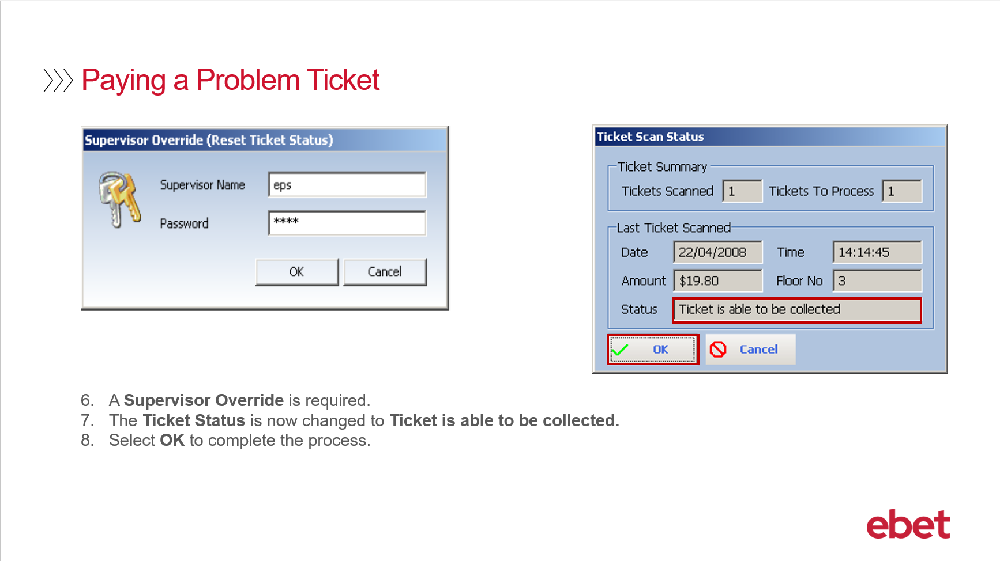 Paying a Problem Ticket
Supervisor Override (Reset Ticket Status)
Supervisor Name eps
Password ****
OK Cancel
Ticket Scan Status
Ticket Summary
Tickets Scanned 1 Tickets To Process 1
Last Ticket Scanned
Date 22/04/2008 Time 14:14:45
Amount $19.80 Floor No 3
Status Ticket is able to be collected
OK Cancel
6. A Supervisor Override is required.
7. The Ticket Status is now changed to Ticket is able to be collected.
8. Select OK to complete the process.
ebet